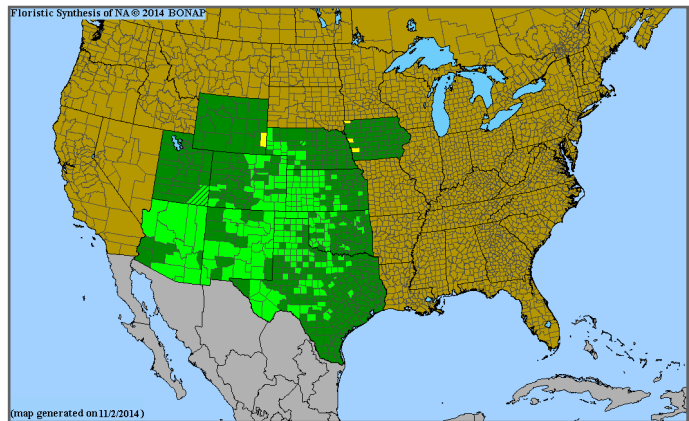 Floristic Synthesis of NA © 2014 BONAP
(map generated on 11/2/2014)